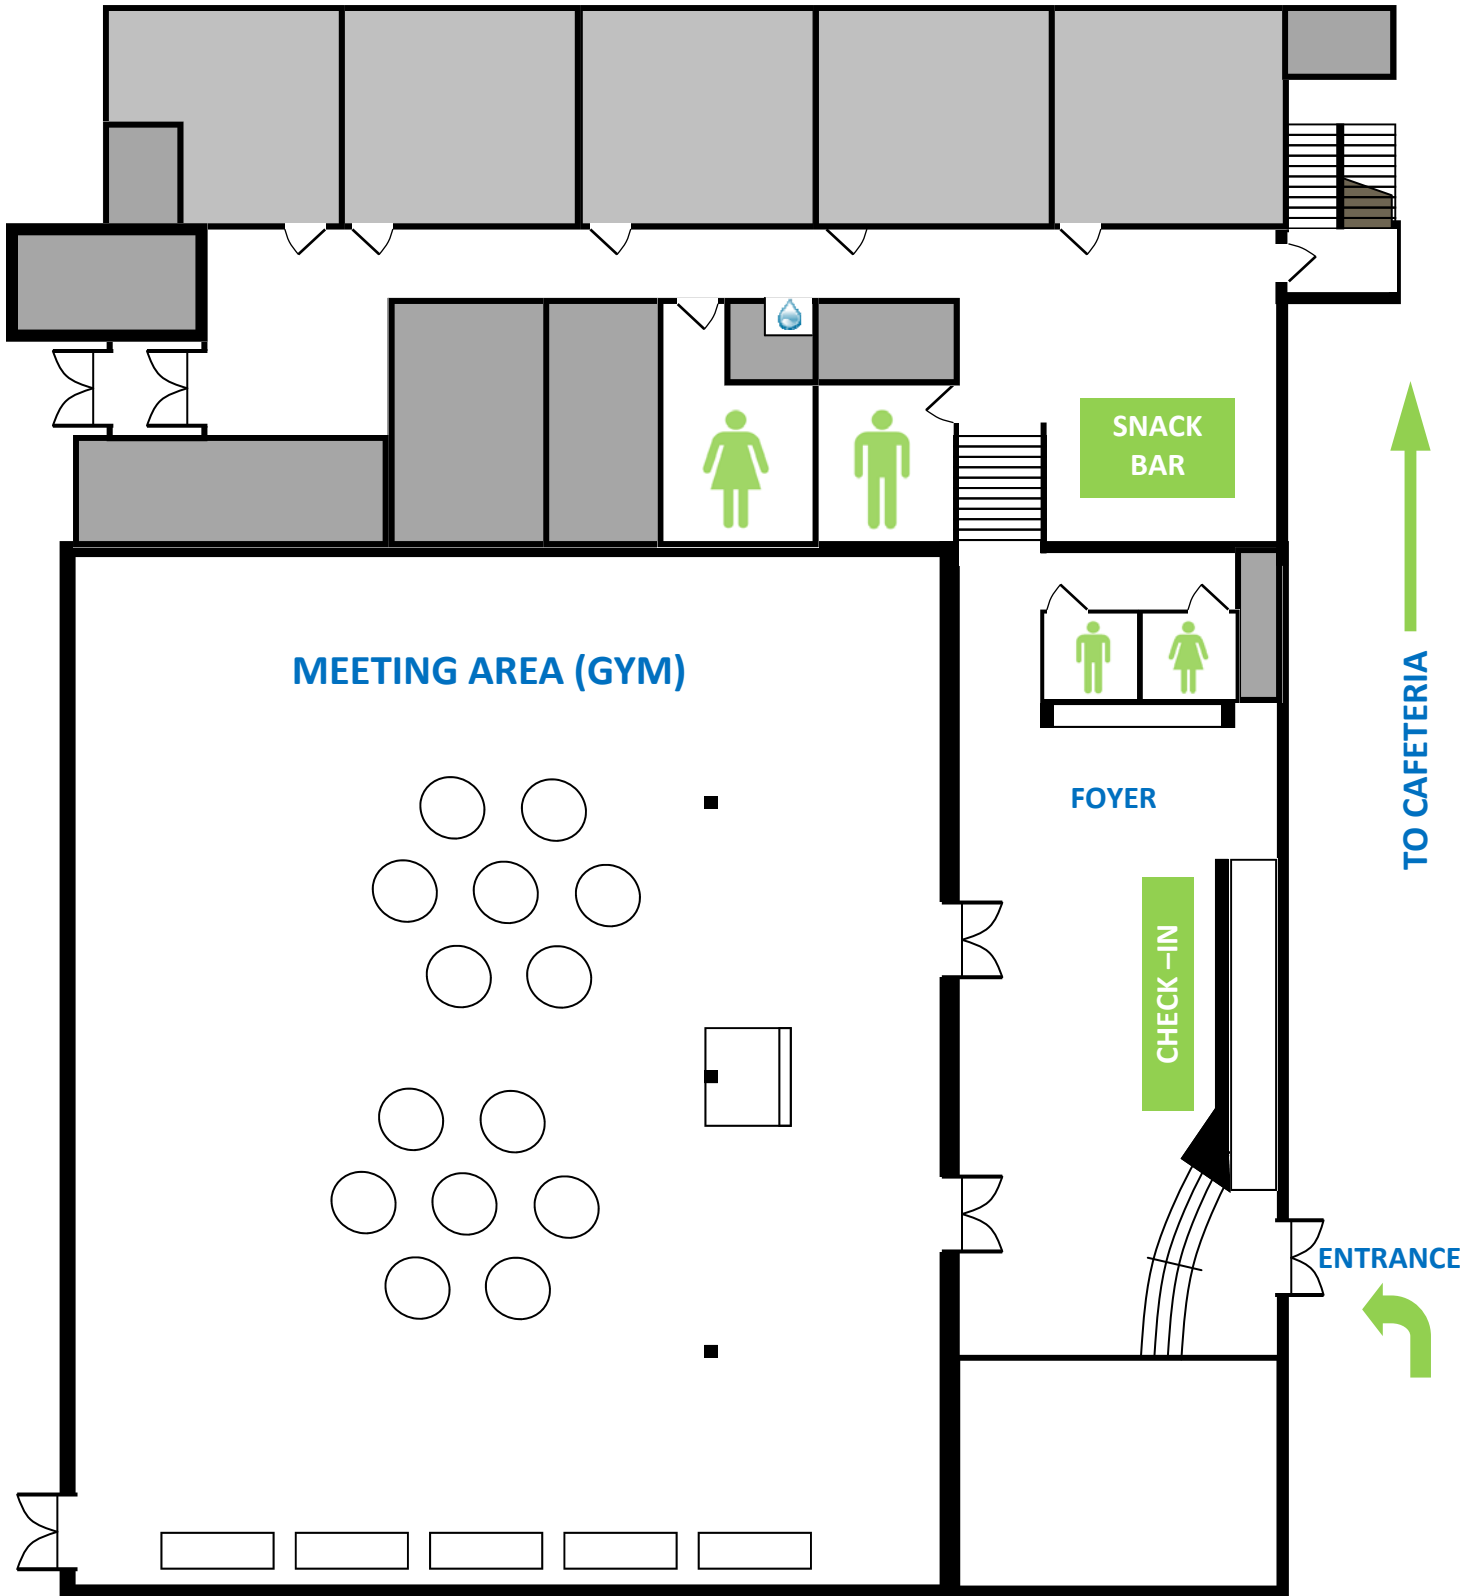 SNACK
BAR
MEETING AREA (GYM)
TO CAFETERIA
FOYER
CHECK –IN
ENTRANCE